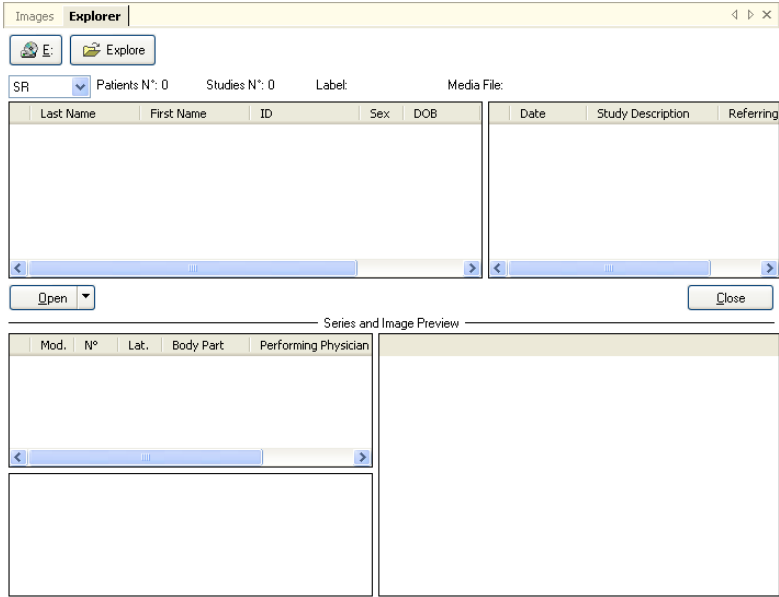 Images Explorer
E: Explore
SR Patients N°: 0 Studies N°: 0 Label: Media File:
Last Name First Name ID Sex DOB Date Study Description Referring
Open Close
Series and Image Preview
Mod. N° Lat. Body Part Performing Physician